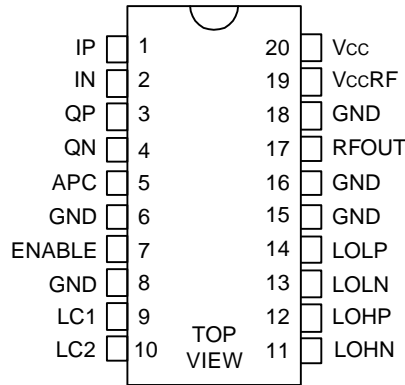 IP 1 20 Vcc
IN 2 19 VccRF
QP 3 18 GND
QN 4 17 RFOUT
APC 5 16 GND
GND 6 15 GND
ENABLE 7 14 LOLP
GND 8 13 LOLN
LC1 9 12 LOHP
LC2 10 11 LOHN
TOP
VIEW